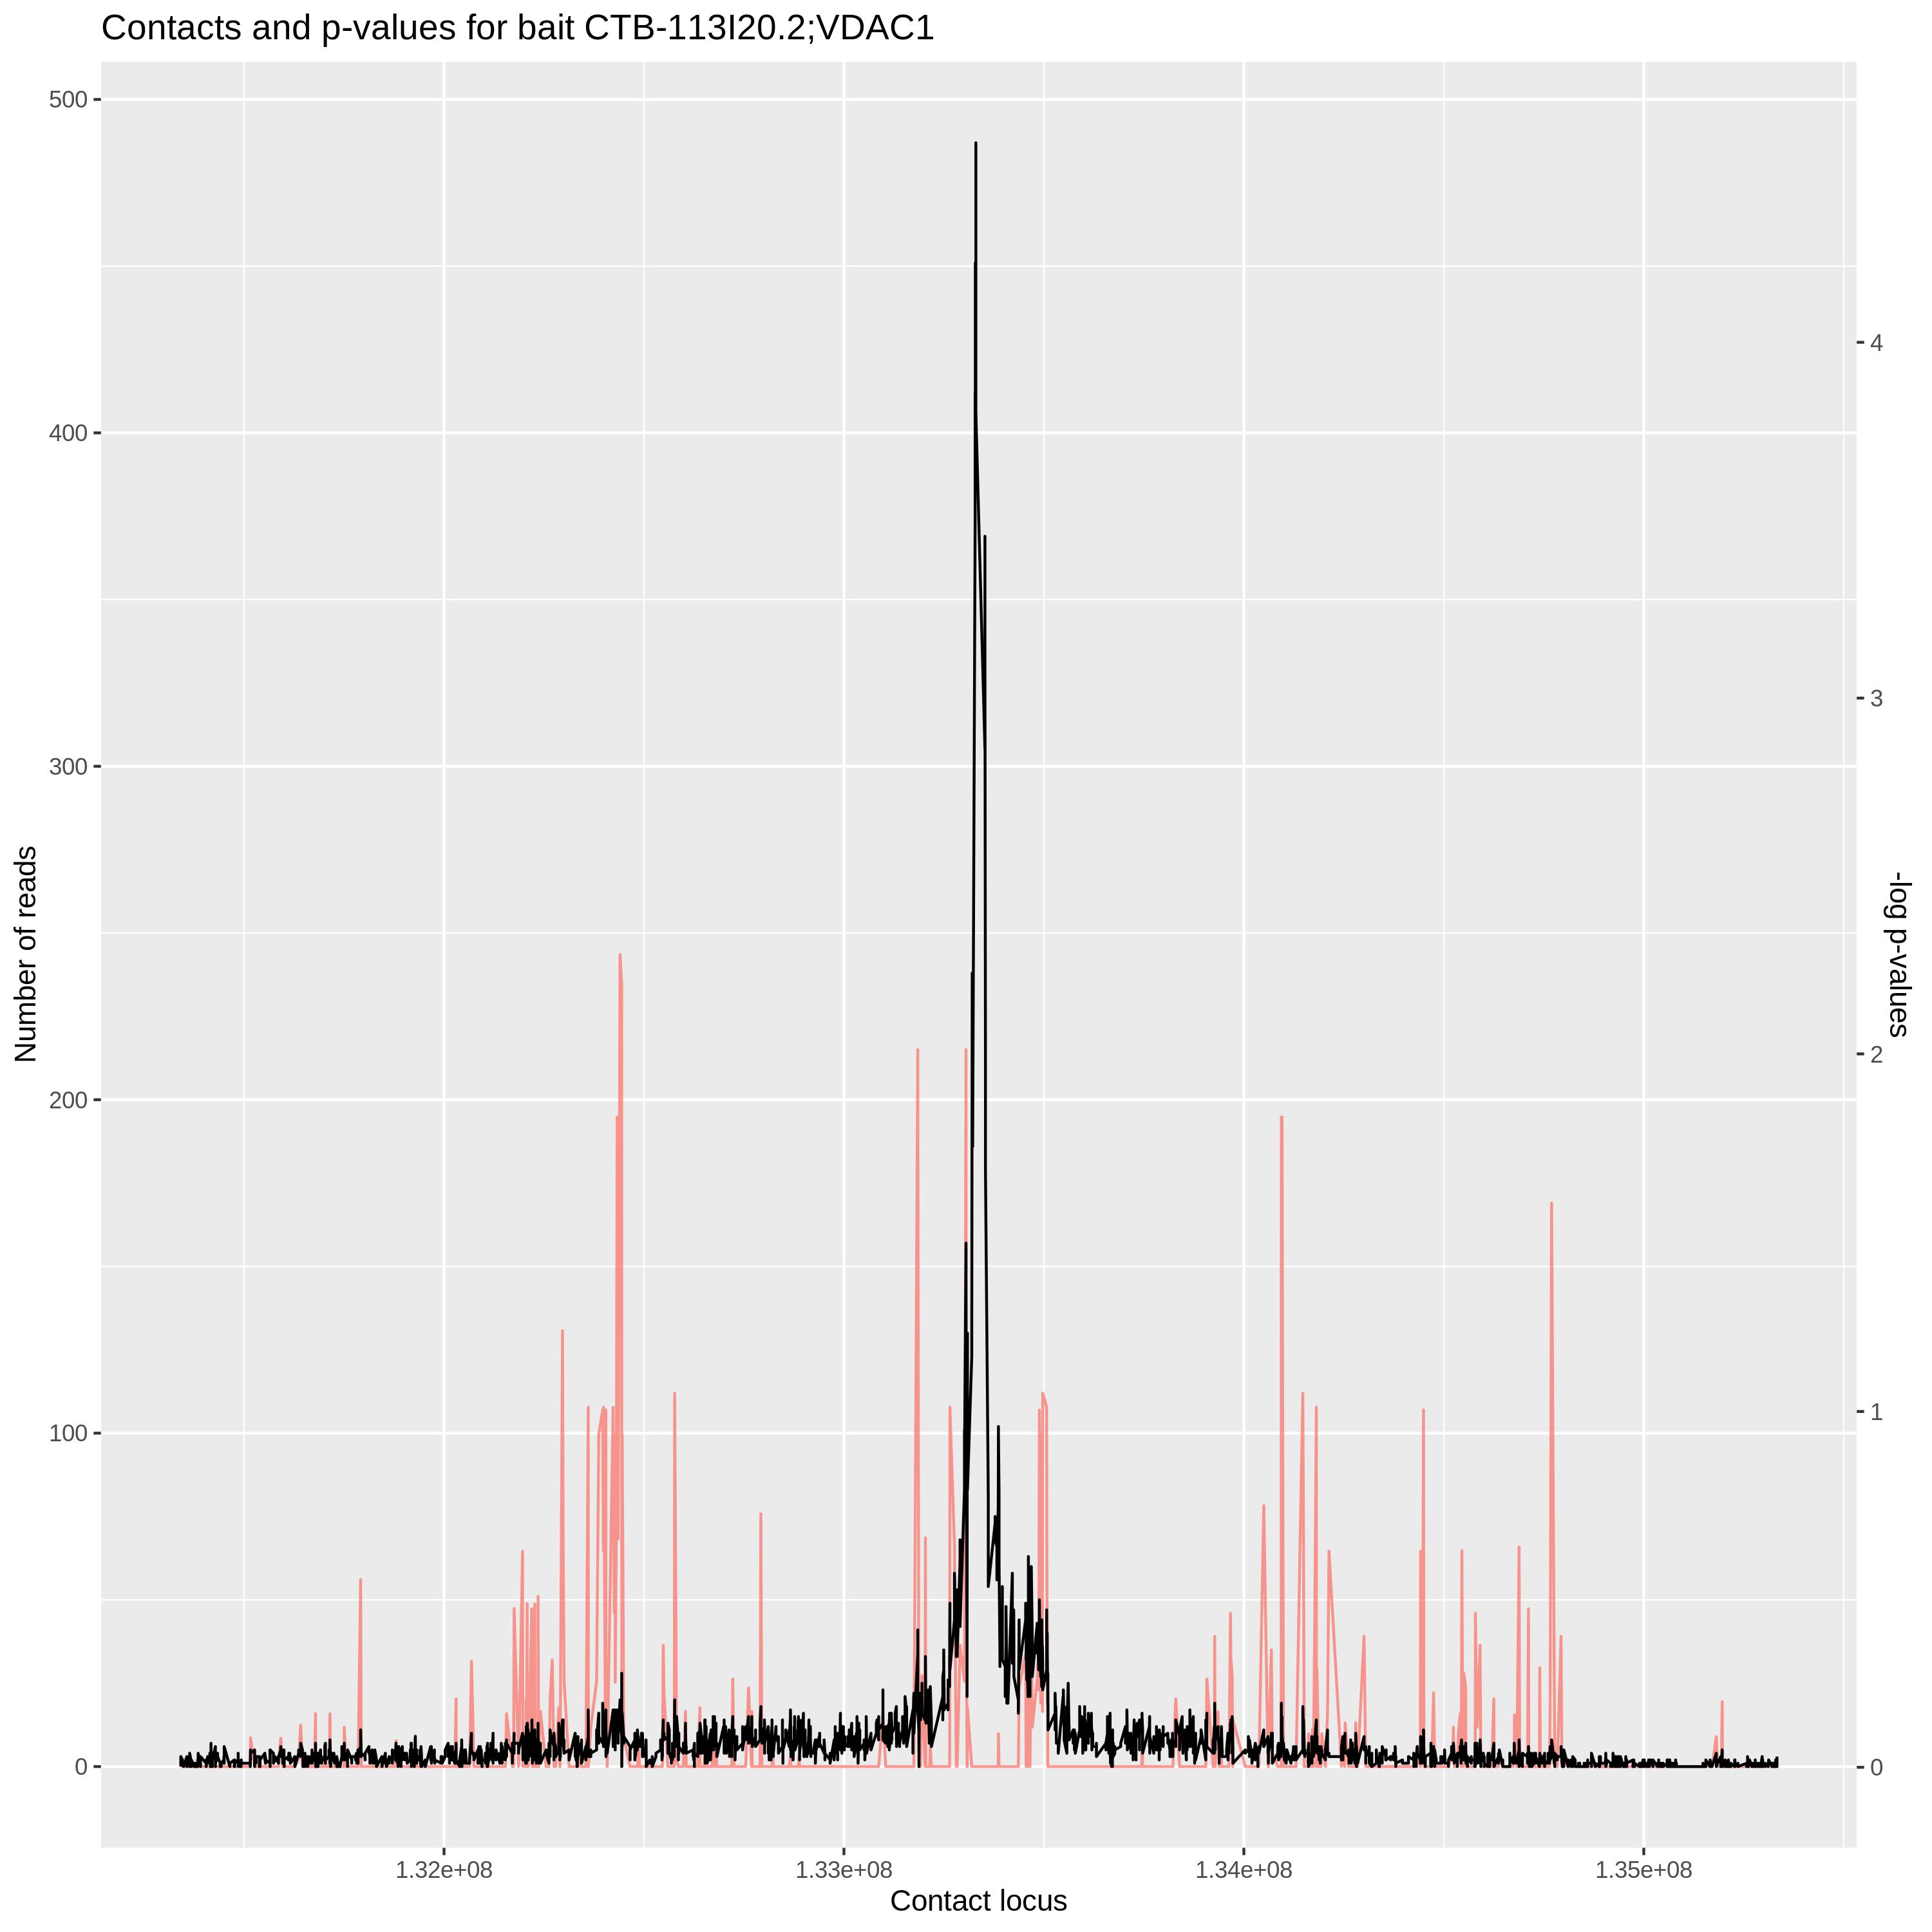 Contacts and p-values for bait CTB-113I20.2;VDAC1
500
400
300
200
100
0
Number of reads
4
3
2
1
0
-log p-values
1.32e+08
1.33e+08
1.34e+08
1.35e+08
Contact locus